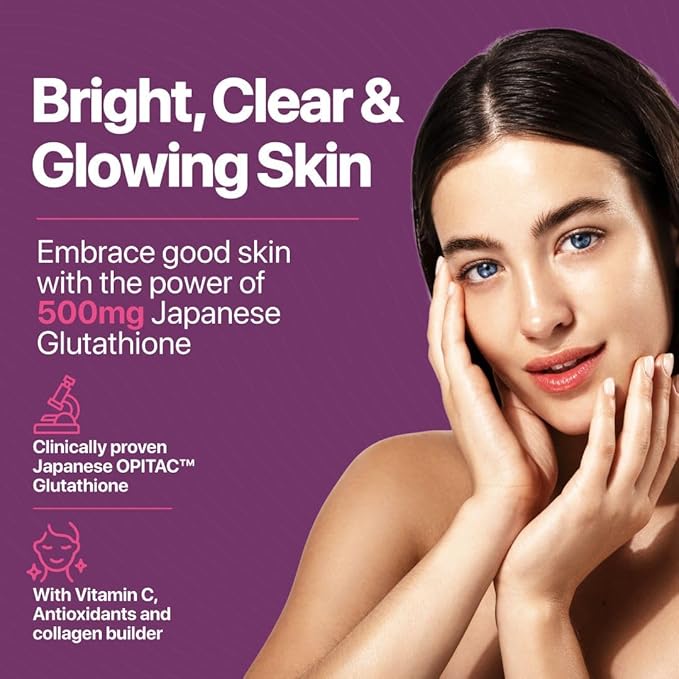 Bright, Clear &
Glowing Skin
Embrace good skin
with the power of
500mg Japanese
Glutathione
Clinically proven
Japanese OPITAC™
Glutathione
With Vitamin C,
Antioxidants and
collagen builder